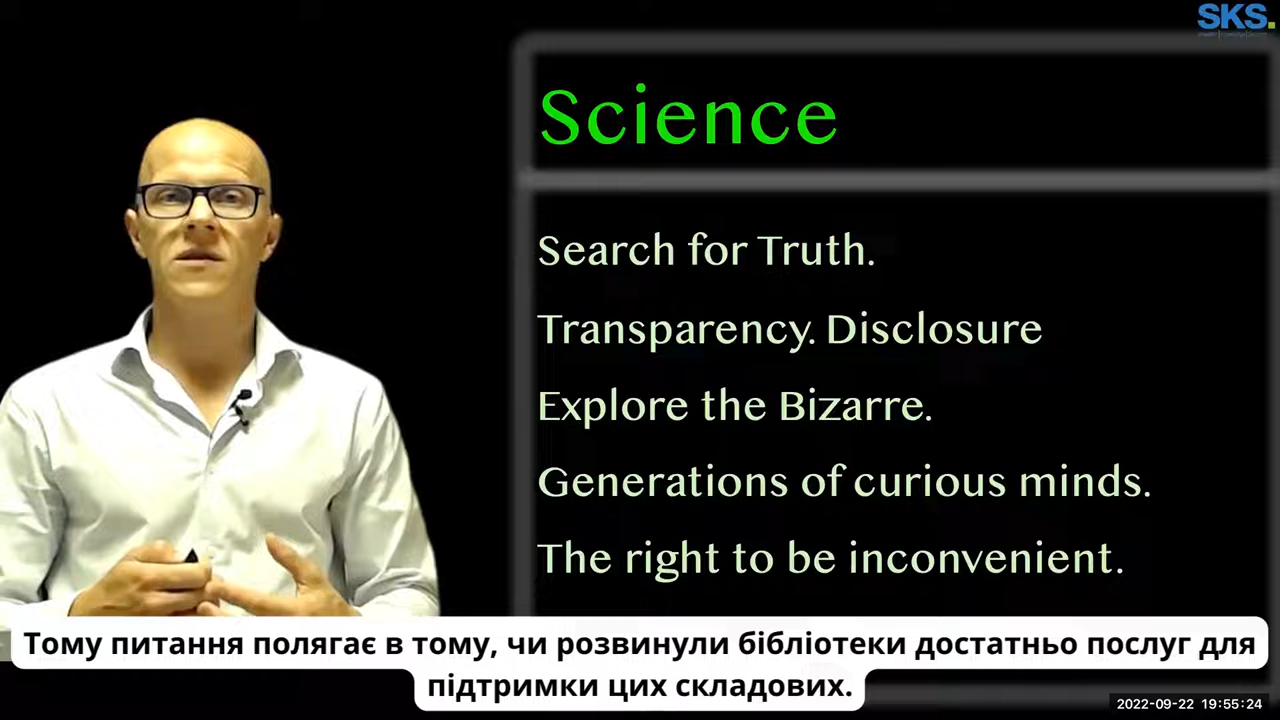 SKS.
Science
Search for Truth.
Transparency. Disclosure
Explore the Bizarre.
Generations of curious minds.
The right to be inconvenient.
Тому питання полягає в тому, чи розвинули бібліотеки достатньо послуг для
підтримки цих складових.
2022-09-22 19:55:24